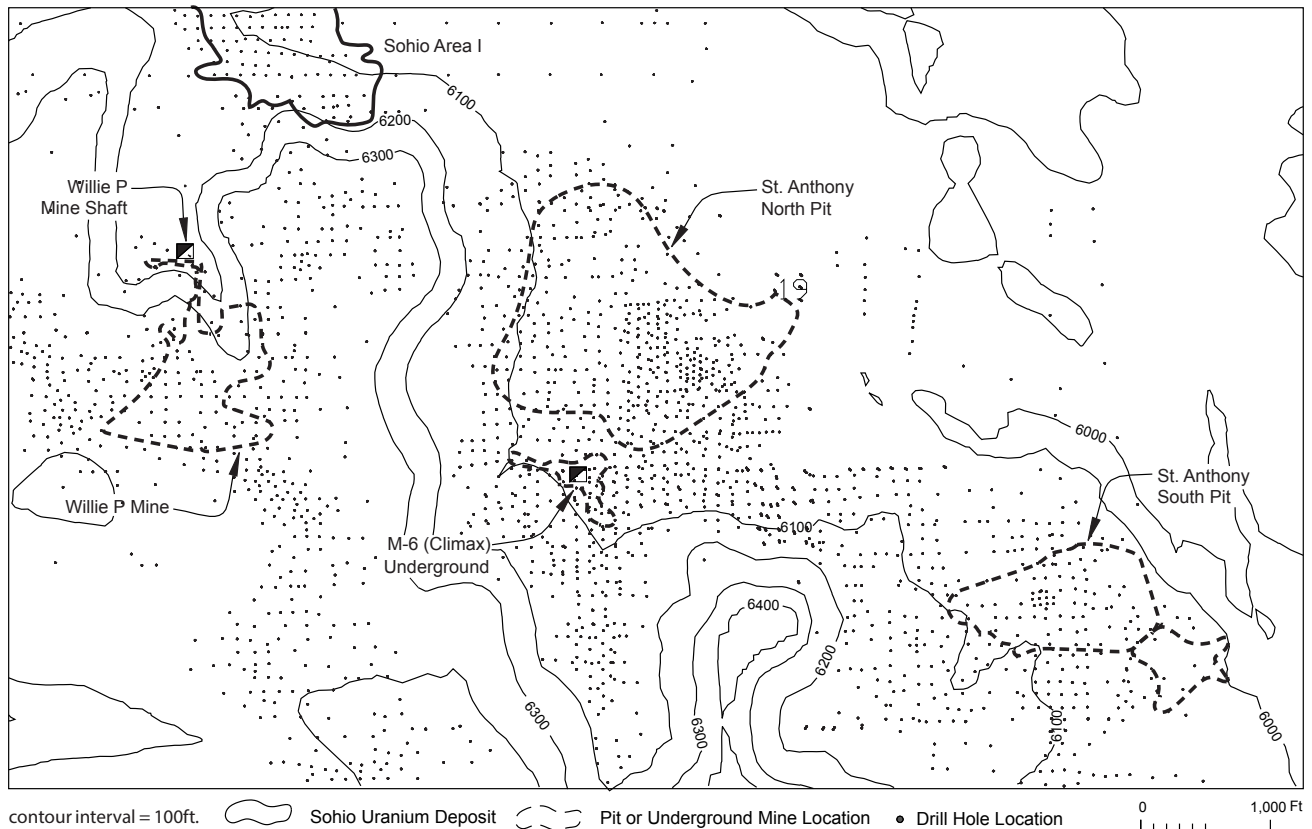 Sohio Area I
6100
6200
6300
Willie P
Mine Shaft
St. Anthony
North Pit
19
6000
St. Anthony
South Pit
Willie P Mine
6100
M-6 (Climax)
Underground
6400
6200
6300
6300
6100
6000
contour interval = 100ft.
Sohio Uranium Deposit
Pit or Underground Mine Location
Drill Hole Location
0
1,000 Ft